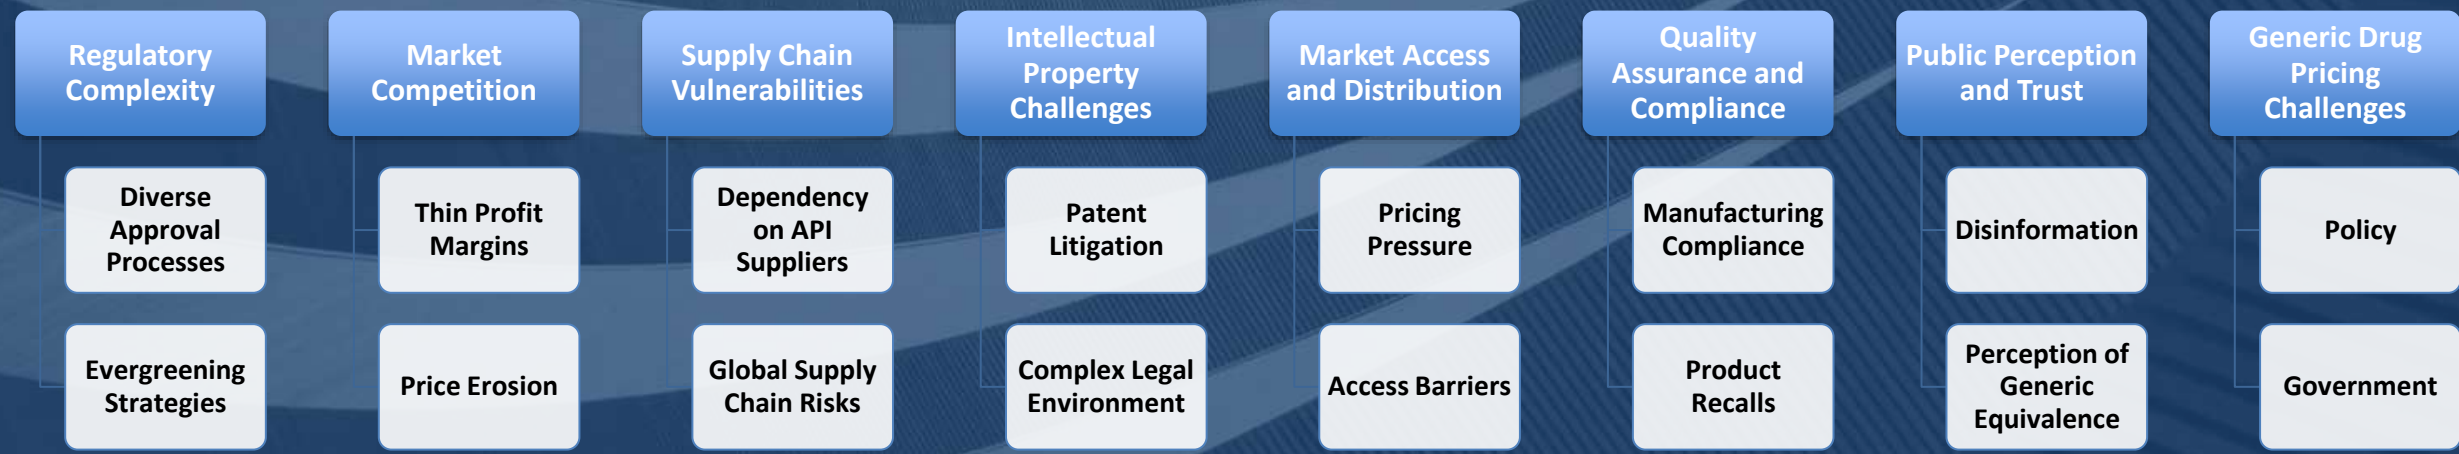 Regulatory
Complexity
Diverse
Approval
Processes
Evergreening
Strategies
Market
Competition
Thin Profit
Margins
Price Erosion
Supply Chain
Vulnerabilities
Dependency
on API
Suppliers
Global Supply
Chain Risks
Intellectual
Property
Challenges
Patent
Litigation
Complex Legal
Environment
Market Access
and Distribution
Pricing
Pressure
Access Barriers
Quality
Assurance and
Compliance
Manufacturing
Compliance
Product
Recalls
Public Perception
and Trust
Disinformation
Perception of
Generic
Equivalence
Generic Drug
Pricing
Challenges
Policy
Government